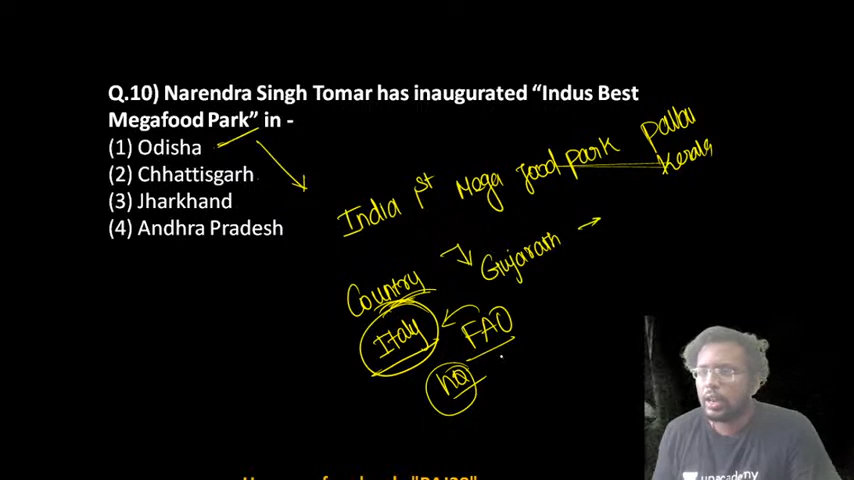 Q.10) Narendra Singh Tomar has inaugurated “Indus Best
Megafood Park” in -
(1) Odisha
(2) Chhattisgarh
(3) Jharkhand
(4) Andhra Pradesh
India 1st Mega food park
Kerala
Gujarath
Country
Italy
FAO
hQ
unacademy